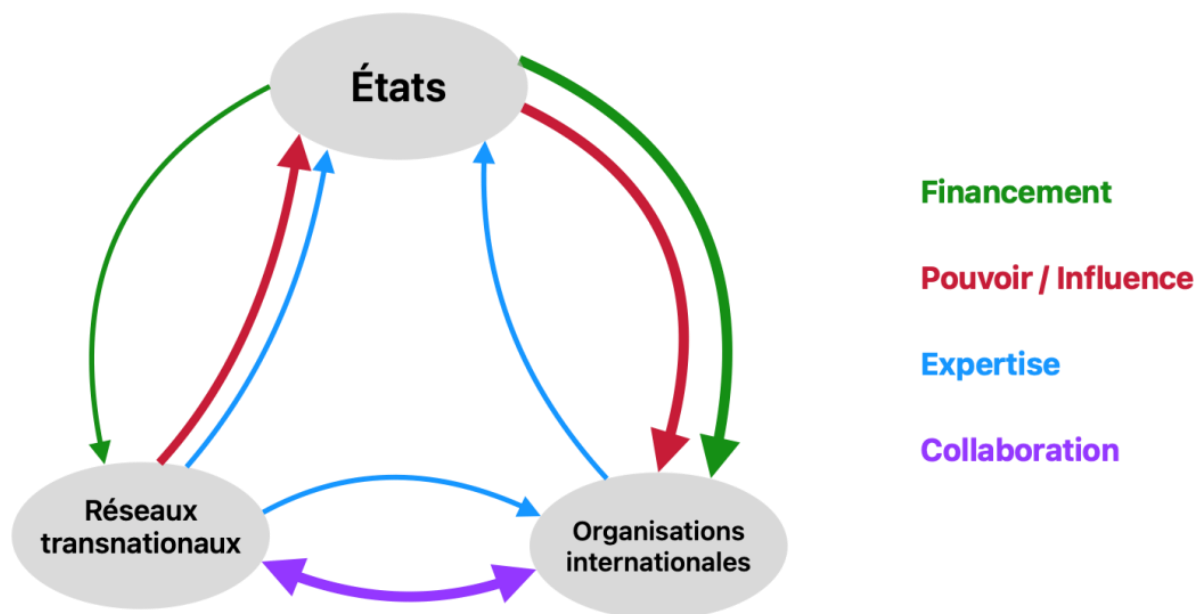 États
Financement
Pouvoir / Influence
Expertise
Collaboration
Réseaux
transnationaux
Organisations
internationales